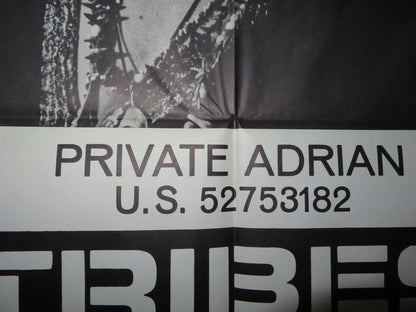 PRIVATE ADRIAN
U.S. 52753182
TRIBES